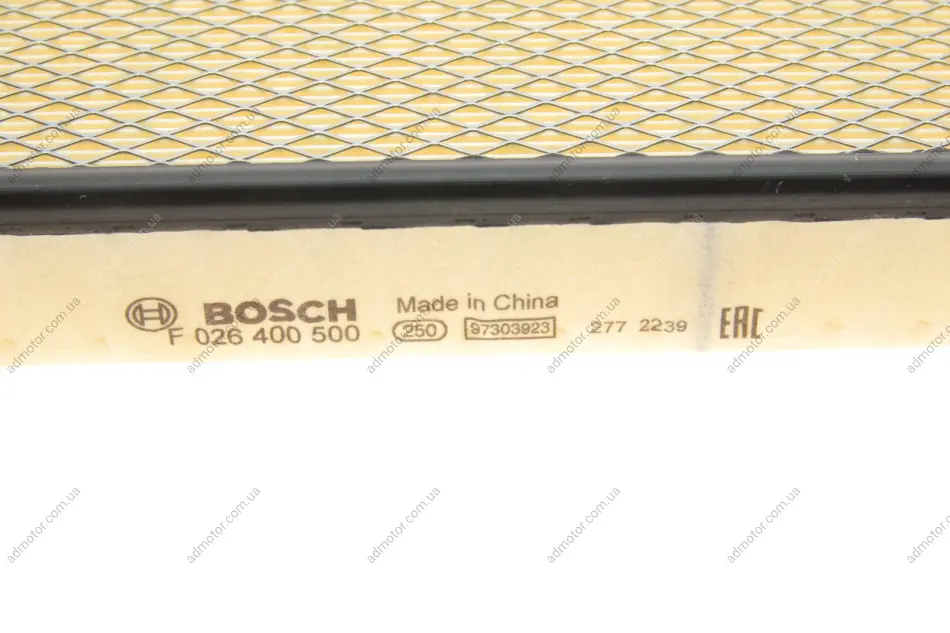 BOSCH Made in China
F 026 400 500 250 97303923 277 2239 EAC
admotor.com.ua